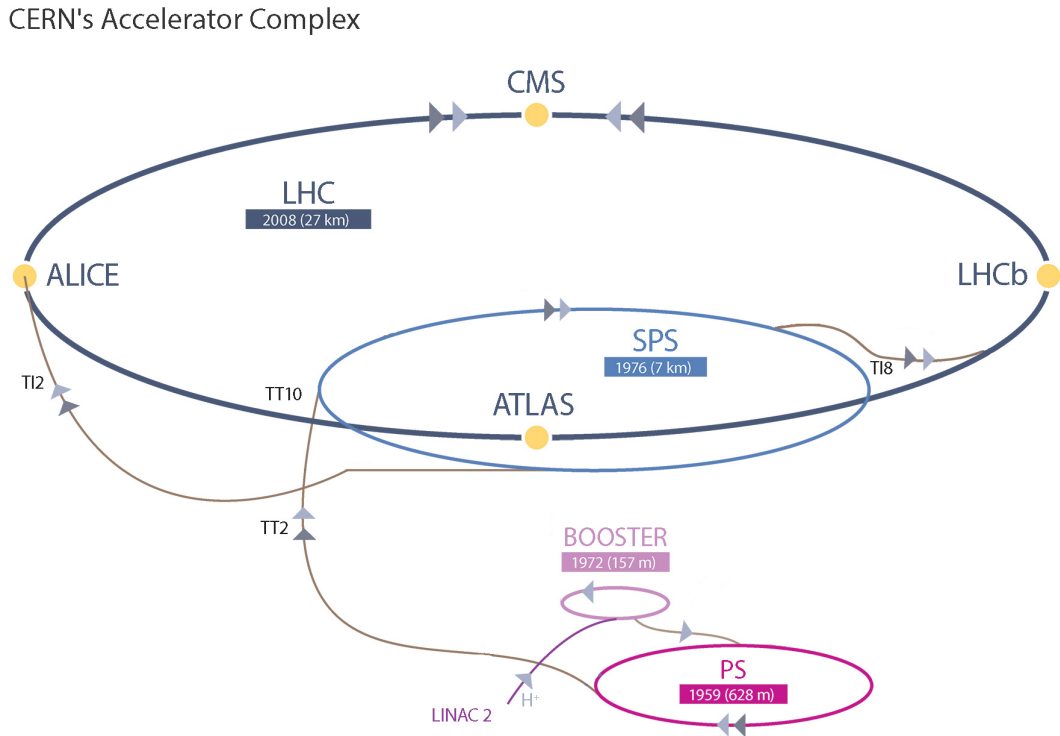 CERN's Accelerator Complex
CMS
LHC
2008 (27 km)
ALICE
LHCb
SPS
1976 (7 km)
TI8
TI2
TT10
ATLAS
TT2
BOOSTER
1972 (157 m)
PS
1959 (628 m)
H⁺
LINAC 2